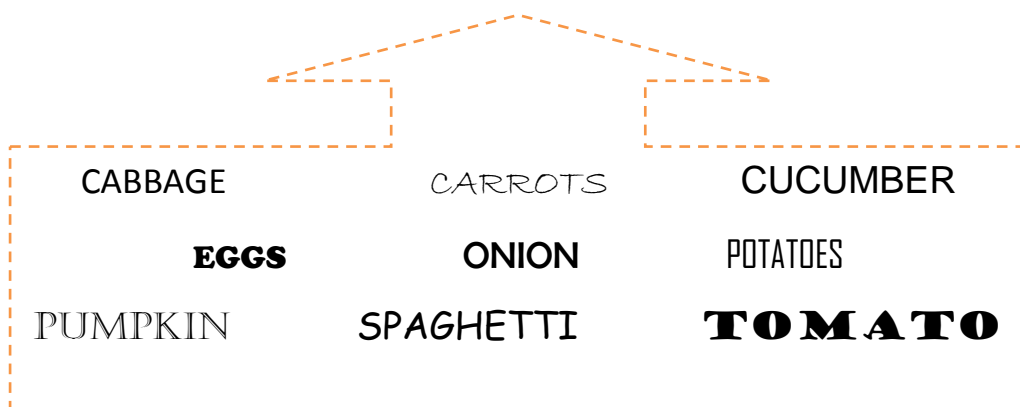 CABBAGE CARROTS CUCUMBER
EGGS ONION POTATOES
PUMPKIN SPAGHETTI TOMATO